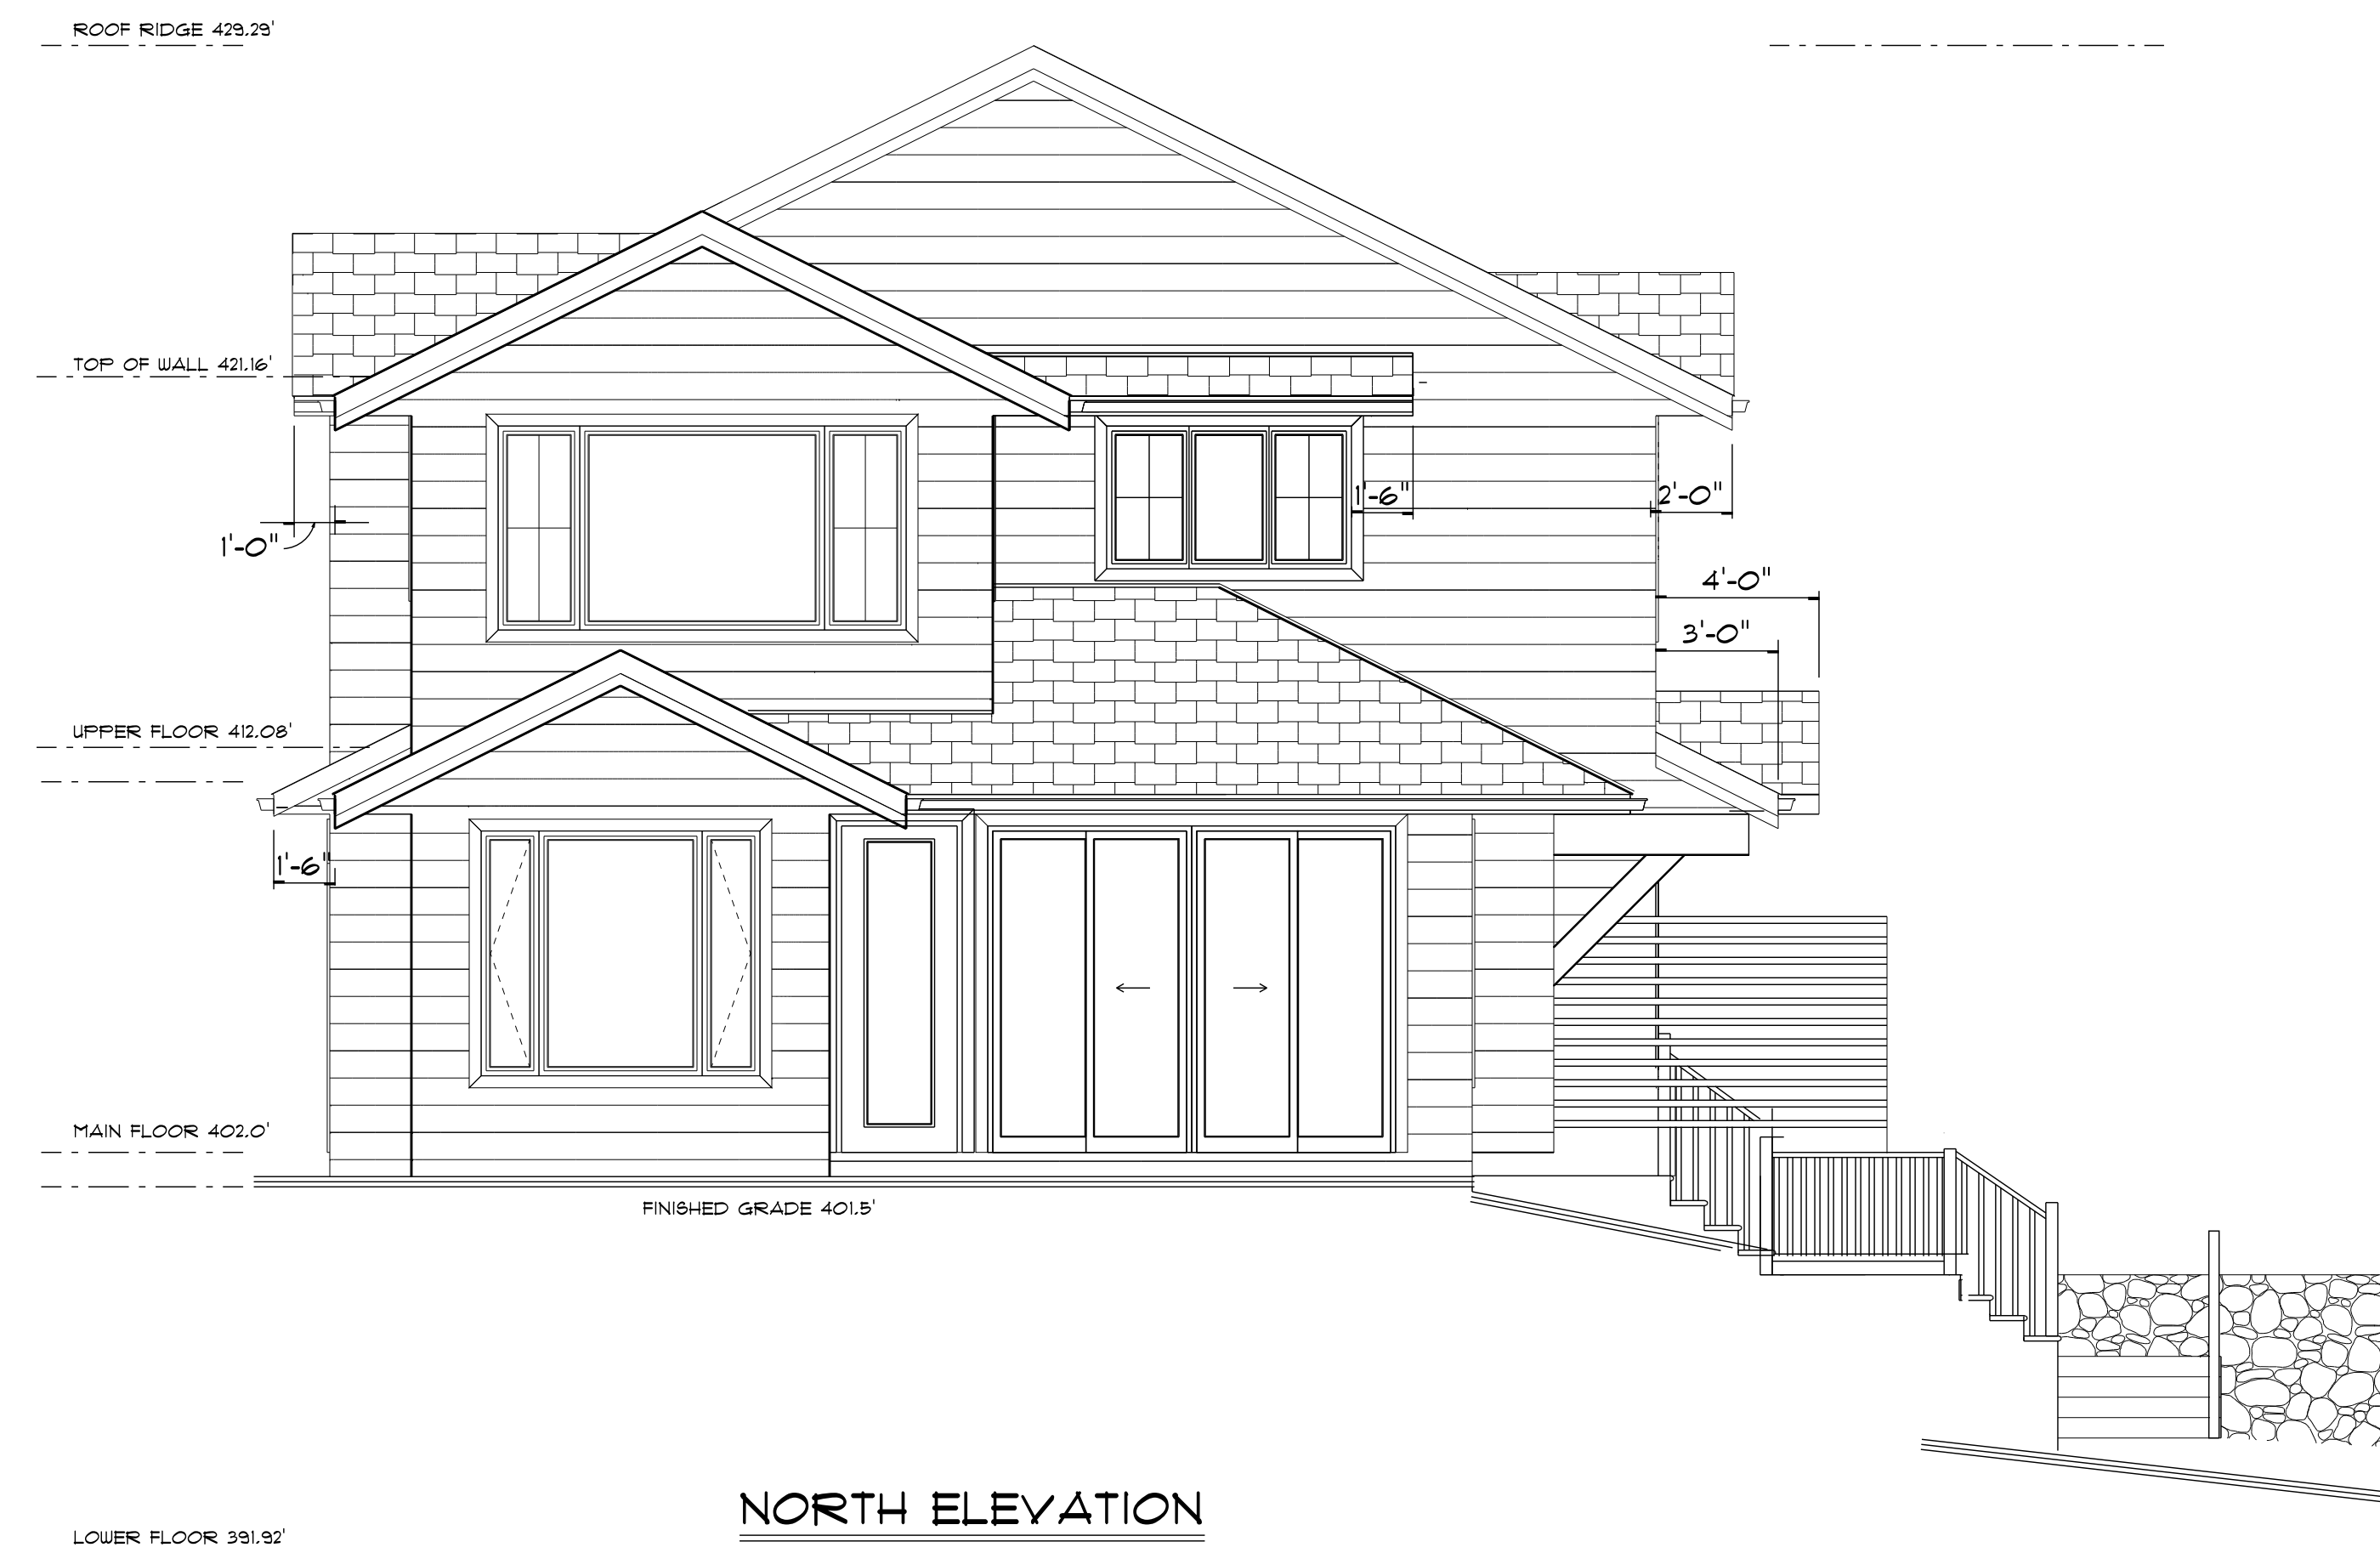 ROOF RIDGE 429.29'
TOP OF WALL 421.16'
1'-6"
2'-0"
1'-0"
4'-0"
3'-0"
UPPER FLOOR 412.08'
1'-6"
MAIN FLOOR 402.0'
FINISHED GRADE 401.5'
NORTH ELEVATION
LOWER FLOOR 391.92'